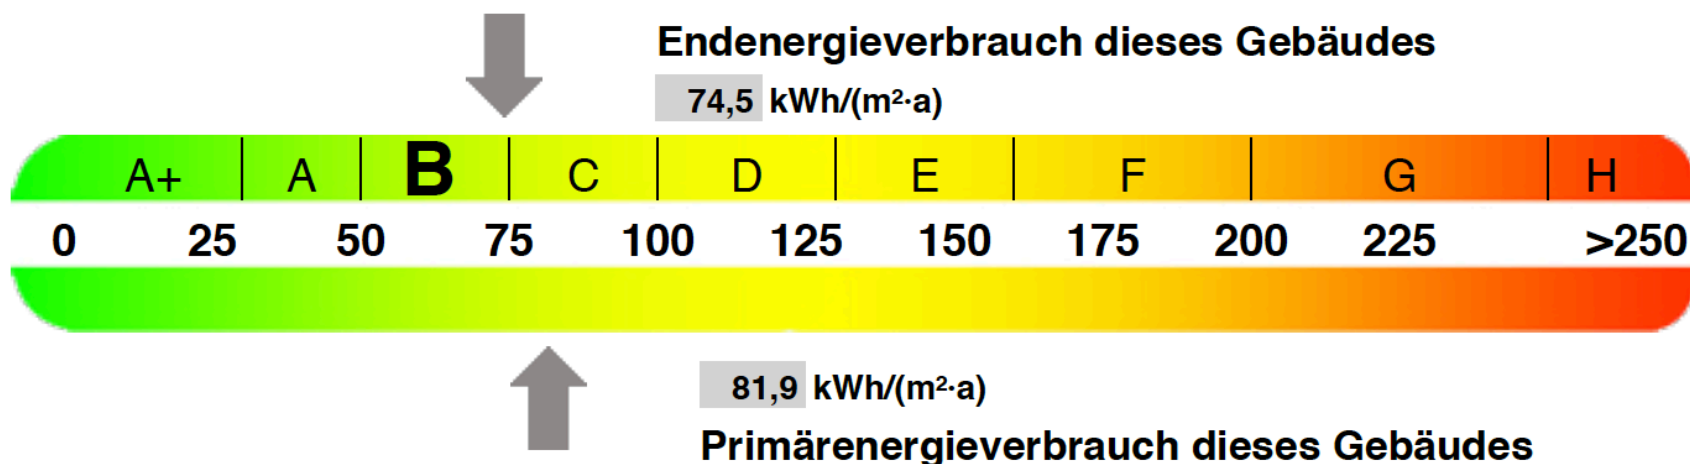 Endenergieverbrauch dieses Gebäudes
74,5 kWh/(m²·a)
A+ A B C D E F G H
0 25 50 75 100 125 150 175 200 225 >250
81,9 kWh/(m²·a)
Primärenergieverbrauch dieses Gebäudes